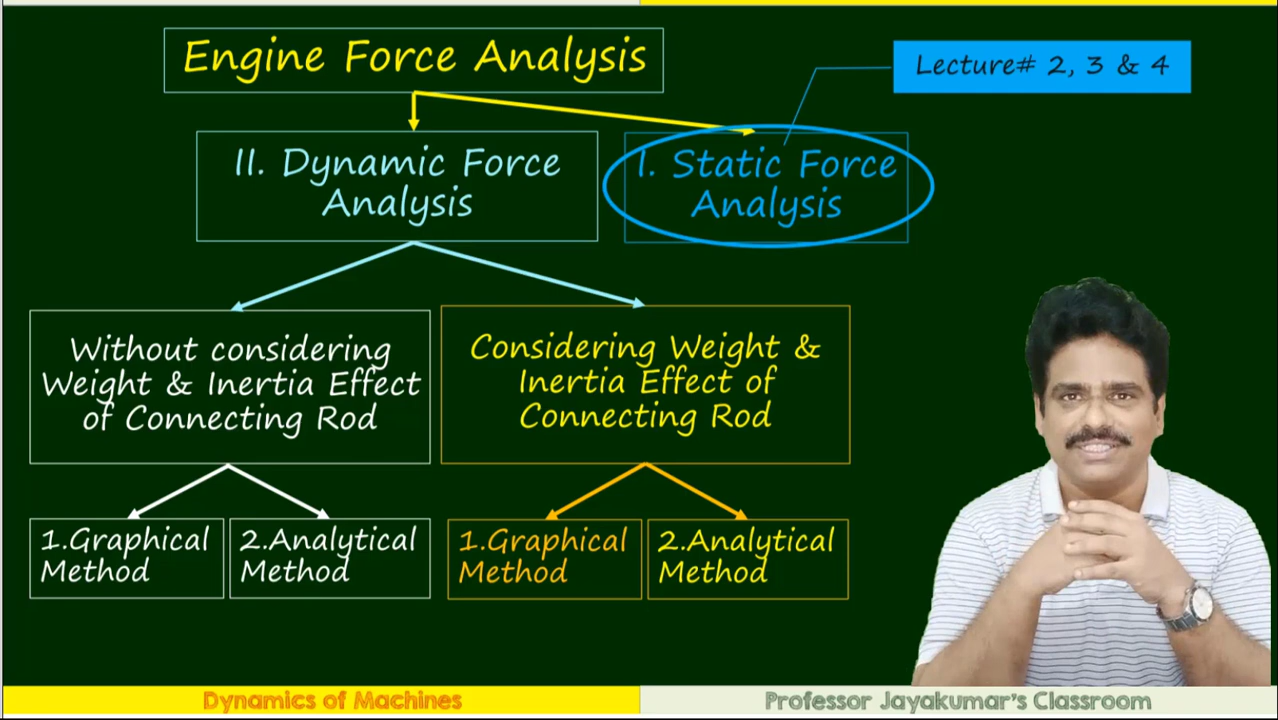 Engine Force Analysis
Lecture# 2, 3 & 4
II. Dynamic Force
Analysis
I. Static Force
Analysis
Without considering
Weight & Inertia Effect
of Connecting Rod
Considering Weight &
Inertia Effect of
Connecting Rod
1.Graphical
Method
2.Analytical
Method
1.Graphical
Method
2.Analytical
Method
Dynamics of Machines
Professor Jayakumar's Classroom